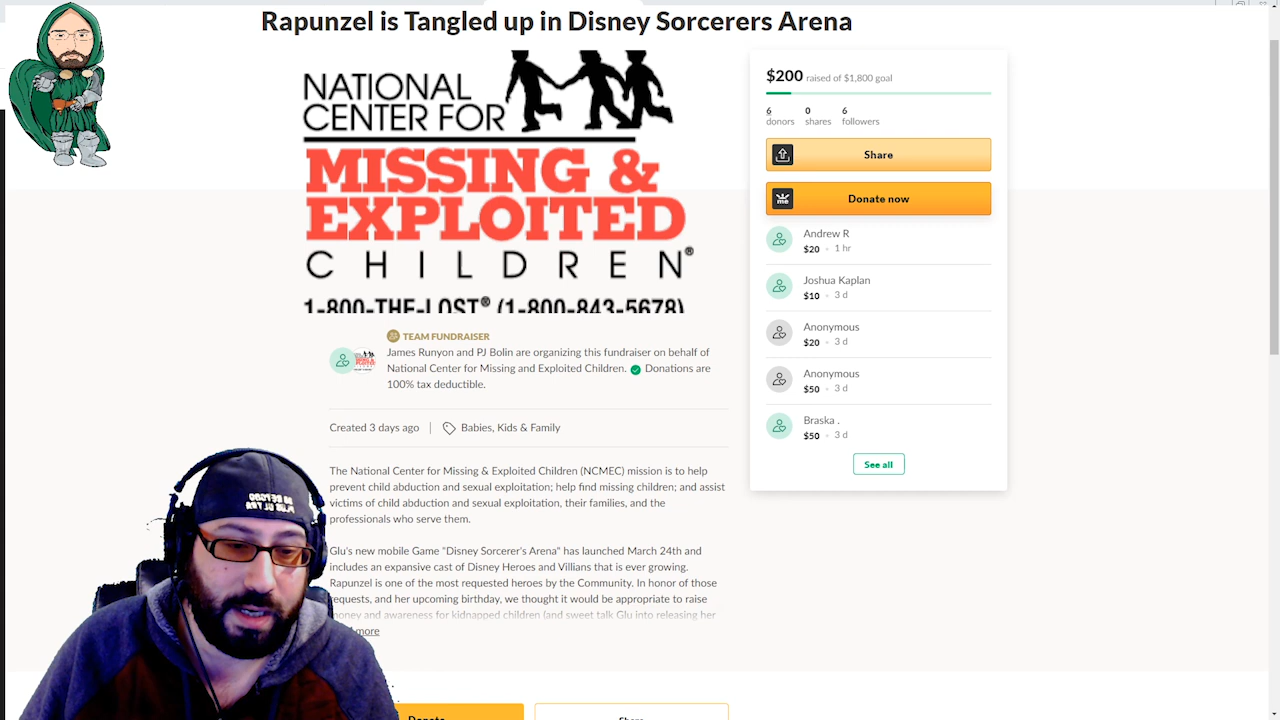 Rapunzel is Tangled up in Disney Sorcerers Arena
NATIONAL
CENTER FOR
MISSING &
EXPLOITED
CHILDREN®
1-800-THE-LOST® (1-800-843-5678)
TEAM FUNDRAISER
James Runyon and PJ Bolin are organizing this fundraiser on behalf of
National Center for Missing and Exploited Children. Donations are
100% tax deductible.
Created 3 days ago
Babies, Kids & Family
The National Center for Missing & Exploited Children (NCMEC) mission is to help
prevent child abduction and sexual exploitation; help find missing children; and assist
victims of child abduction and sexual exploitation, their families, and the
professionals who serve them.
Glu's new mobile Game "Disney Sorcerer's Arena" has launched March 24th and
includes an expansive cast of Disney Heroes and Villians that is ever growing.
Rapunzel is one of the most requested heroes by the Community. In honor of those
requests, and her upcoming birthday, we thought it would be appropriate to raise
money and awareness for kidnapped children (and sweet talk Glu into releasing her
more
Donate
Share
$200 raised of $1,800 goal
6 donors
0 shares
6 followers
Share
me
Donate now
Andrew R
$20 • 1 hr
Joshua Kaplan
$10 • 3 d
Anonymous
$20 • 3 d
Anonymous
$50 • 3 d
Braska .
$50 • 3 d
See all